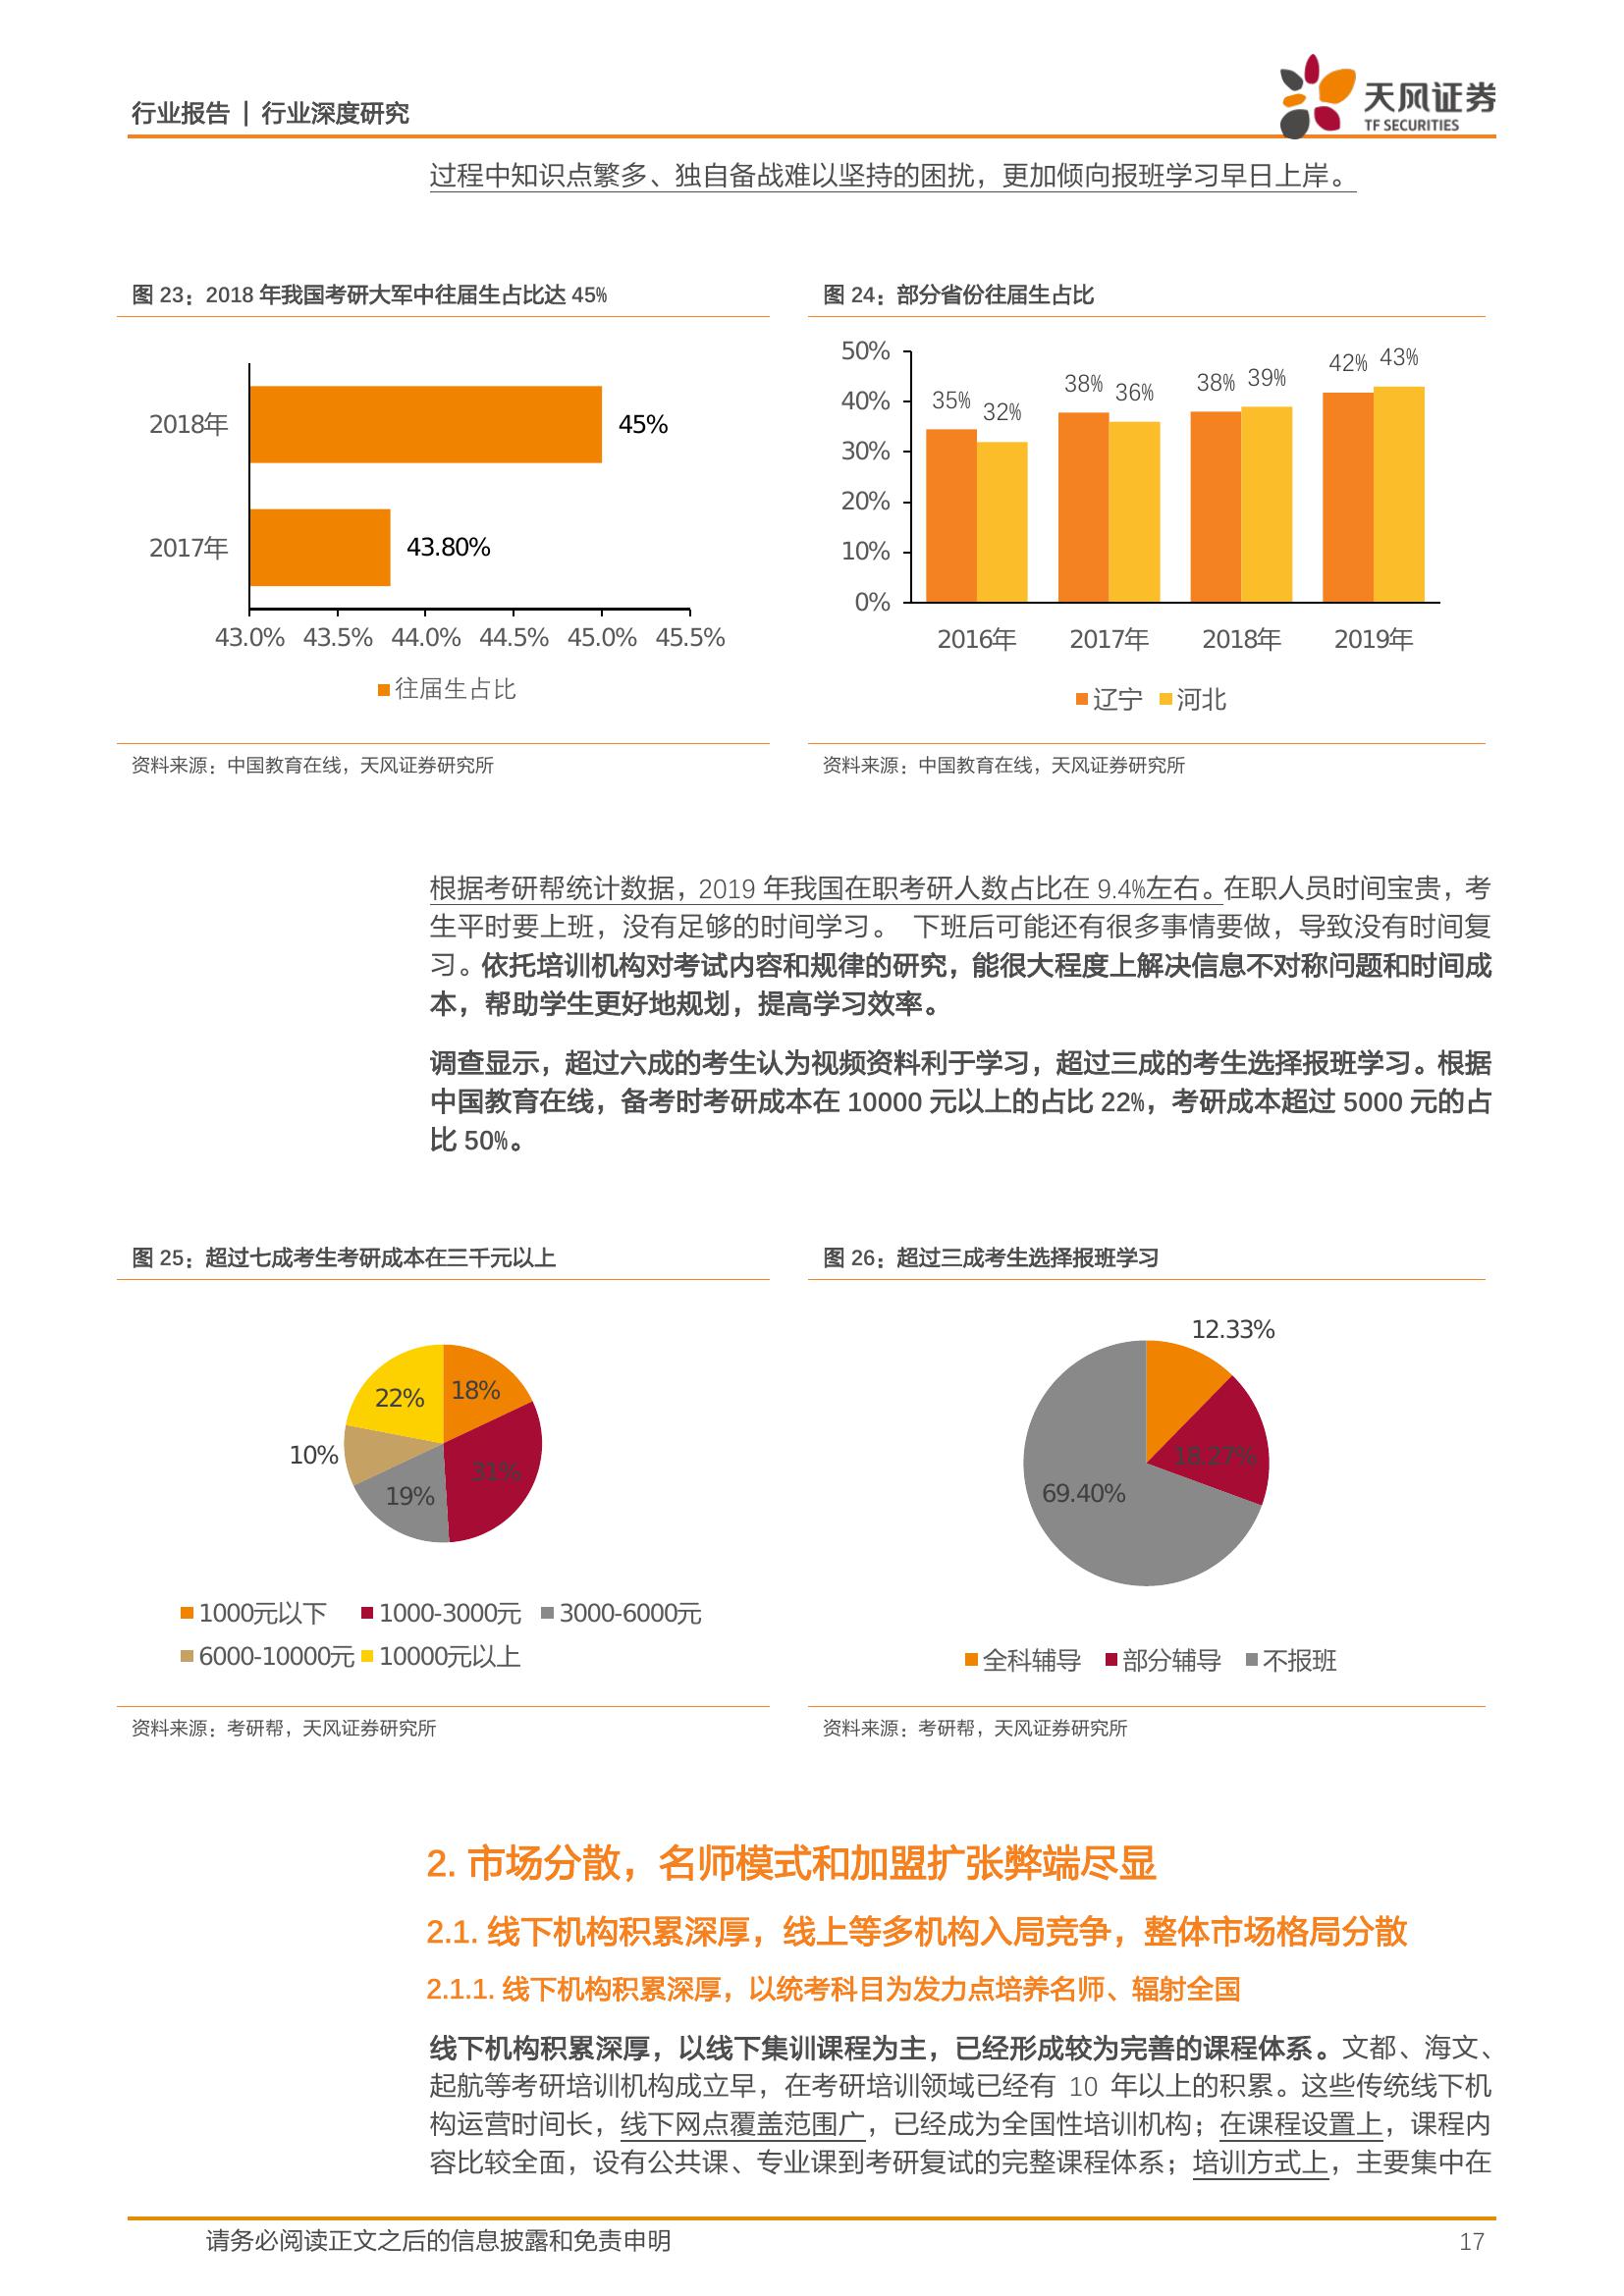 行业报告 | 行业深度研究
天风证券
TF SECURITIES
过程中知识点繁多、独自备战难以坚持的困扰，更加倾向报班学习早日上岸。
图 23：2018 年我国考研大军中往届生占比达 45%
2018年
45%
2017年
43.80%
43.0% 43.5% 44.0% 44.5% 45.0% 45.5%
往届生占比
资料来源：中国教育在线，天风证券研究所
图 24：部分省份往届生占比
50%
40%
30%
20%
10%
0%
35% 32% 38% 36% 38% 39% 42% 43%
2016年 2017年 2018年 2019年
辽宁 河北
资料来源：中国教育在线，天风证券研究所
根据考研帮统计数据，2019 年我国在职考研人数占比在 9.4%左右。在职人员时间宝贵，考
生平时要上班，没有足够的时间学习。 下班后可能还有很多事情要做，导致没有时间复
习。依托培训机构对考试内容和规律的研究，能很大程度上解决信息不对称问题和时间成
本，帮助学生更好地规划，提高学习效率。
调查显示，超过六成的考生认为视频资料利于学习，超过三成的考生选择报班学习。根据
中国教育在线，备考时考研成本在 10000 元以上的占比 22%，考研成本超过 5000 元的占
比 50%。
图 25：超过七成考生考研成本在三千元以上
22% 18%
10% 31%
19%
1000元以下 1000-3000元 3000-6000元
6000-10000元 10000元以上
资料来源：考研帮，天风证券研究所
图 26：超过三成考生选择报班学习
12.33%
18.27%
69.40%
全科辅导 部分辅导 不报班
资料来源：考研帮，天风证券研究所
2. 市场分散，名师模式和加盟扩张弊端尽显
2.1. 线下机构积累深厚，线上等多机构入局竞争，整体市场格局分散
2.1.1. 线下机构积累深厚，以统考科目为发力点培养名师、辐射全国
线下机构积累深厚，以线下集训课程为主，已经形成较为完善的课程体系。文都、海文、
起航等考研培训机构成立早，在考研培训领域已经有 10 年以上的积累。这些传统线下机
构运营时间长，线下网点覆盖范围广，已经成为全国性培训机构；在课程设置上，课程内
容比较全面，设有公共课、专业课到考研复试的完整课程体系；培训方式上，主要集中在
请务必阅读正文之后的信息披露和免责申明
17